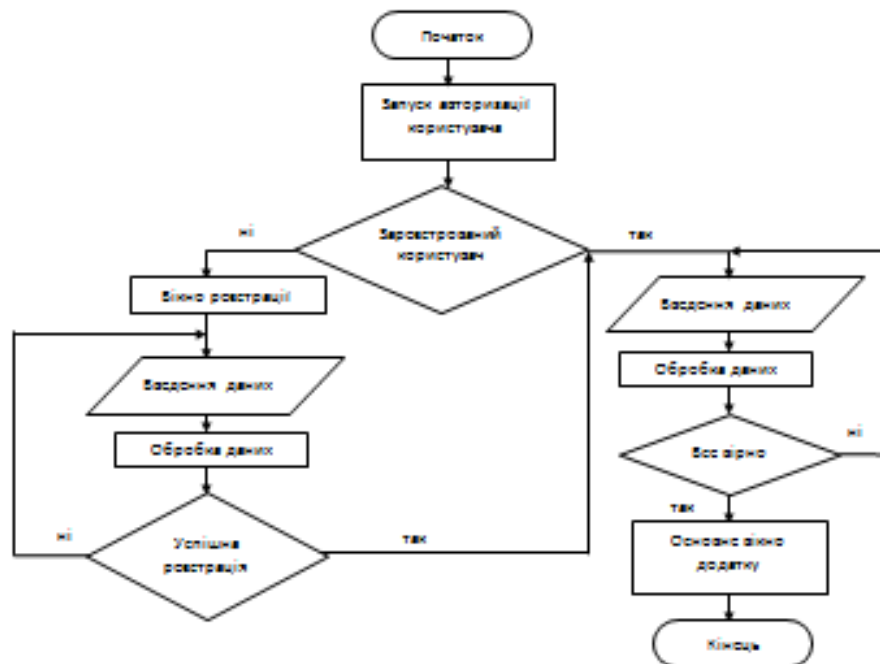 Початок
Запуск авторизації
користувача
ні
Зареєстрований
користувач
так
Вікно реєстрації
Введення даних
Введення даних
Обробка даних
Обробка даних
ні
Все вірно
так
ні
Успішна
реєстрація
так
Основне вікно
додатку
Кінець